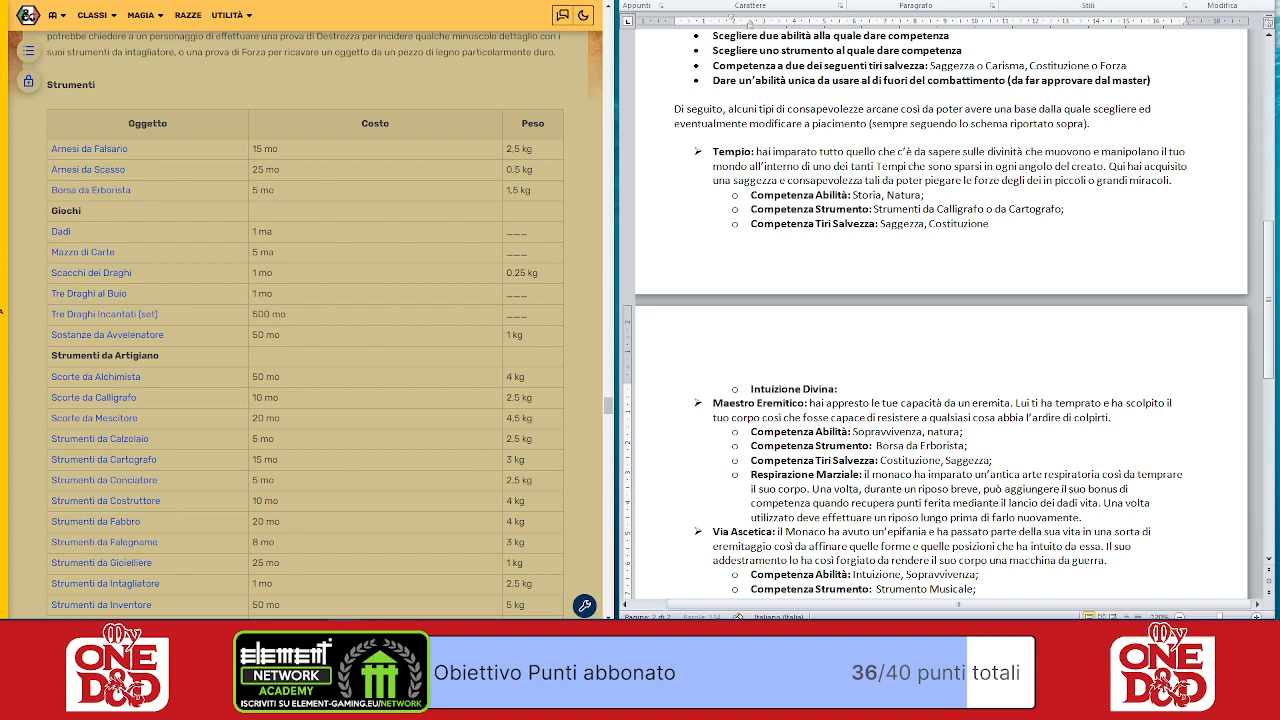 CLASSI
MAGIA
RAZZE
UTILITÀ
potrebbe chiedere a un personaggio di effettuare una prova di Destrezza per incidere qualche minuscolo dettaglio con i
suoi strumenti da intagliatore, o una prova di Forza per ricavare un oggetto da un pezzo di legno particolarmente duro.
Strumenti
Oggetto Costo Peso
Arnesi da Falsario 15 mo 2,5 kg
Arnesi da Scasso 25 mo 0.5 kg
Borsa da Erborista 5 mo 1,5 kg
Giochi
Dadi 1 ma ___
Mazzo di Carte 5 ma ___
Scacchi dei Draghi 1 mo 0.25 kg
Tre Draghi al Buio 1 mo ___
Tre Draghi Incantati (set) 500 mo ___
Sostanze da Avvelenatore 50 mo 1 kg
Strumenti da Artigiano
Scorte da Alchimista 50 mo 4 kg
Scorte da Calligrafo 10 mo 2.5 kg
Scorte da Mescitore 20 mo 4,5 kg
Strumenti da Calzolaio 5 mo 2,5 kg
Strumenti da Cartografo 15 mo 3 kg
Strumenti da Conciatore 5 mo 2,5 kg
Strumenti da Costruttore 10 mo 4 kg
Strumenti da Fabbro 20 mo 4 kg
Strumenti da Falegname 8 mo 3 kg
Strumenti da Gioielliere 25 mo 1 kg
Strumenti da Intagliatore 1 mo 2.5 kg
Strumenti da Inventore 50 mo 5 kg
Appunti Carattere Paragrafo Stili Modifica
• Scegliere due abilità alla quale dare competenza
• Scegliere uno strumento al quale dare competenza
• Competenza a due dei seguenti tiri salvezza: Saggezza o Carisma, Costituzione o Forza
• Dare un'abilità unica da usare al di fuori del combattimento (da far approvare dal master)
Di seguito, alcuni tipi di consapevolezze arcane così da poter avere una base dalla quale scegliere ed
eventualmente modificare a piacimento (sempre seguendo lo schema riportato sopra).
➢ Tempio: hai imparato tutto quello che c'è da sapere sulle divinità che muovono e manipolano il tuo
mondo all'interno di uno dei tanti Tempi che sono sparsi in ogni angolo del creato. Qui hai acquisito
una saggezza e consapevolezza tali da poter piegare le forze degli dei in piccoli o grandi miracoli.
o Competenza Abilità: Storia, Natura;
o Competenza Strumento: Strumenti da Calligrafo o da Cartografo;
o Competenza Tiri Salvezza: Saggezza, Costituzione
o Intuizione Divina:
➢ Maestro Eremitico: hai appreso le tue capacità da un eremita. Lui ti ha temprato e ha scolpito il
tuo corpo così che fosse capace di resistere a qualsiasi cosa abbia l'ardire di colpirti.
o Competenza Abilità: Sopravvivenza, natura;
o Competenza Strumento: Borsa da Erborista;
o Competenza Tiri Salvezza: Costituzione, Saggezza;
o Respirazione Marziale: il monaco ha imparato un'antica arte respiratoria così da temprare
il suo corpo. Una volta, durante un riposo breve, può aggiungere il suo bonus di
competenza quando recupera punti ferita mediante il lancio dei dadi vita. Una volta
utilizzato deve effettuare un riposo lungo prima di farlo nuovamente.
➢ Via Ascetica: il Monaco ha avuto un'epifania e ha passato parte della sua vita in una sorta di
eremitaggio così da affinare quelle forme e quelle posizioni che ha intuito da essa. Il suo
addestramento lo ha così forgiato da rendere il suo corpo una macchina da guerra.
o Competenza Abilità: Intuizione, Sopravvivenza;
o Competenza Strumento: Strumento Musicale;
Pagina: 2 di 2 Parole: 534 Italiano (Italia) 120%
My
ONE
D&D
element
NETWORK
ACADEMY
ISCRIVITI SU ELEMENT-GAMING.EU/NETWORK
Obiettivo Punti abbonato
36/40 punti totali
My
ONE
D&D